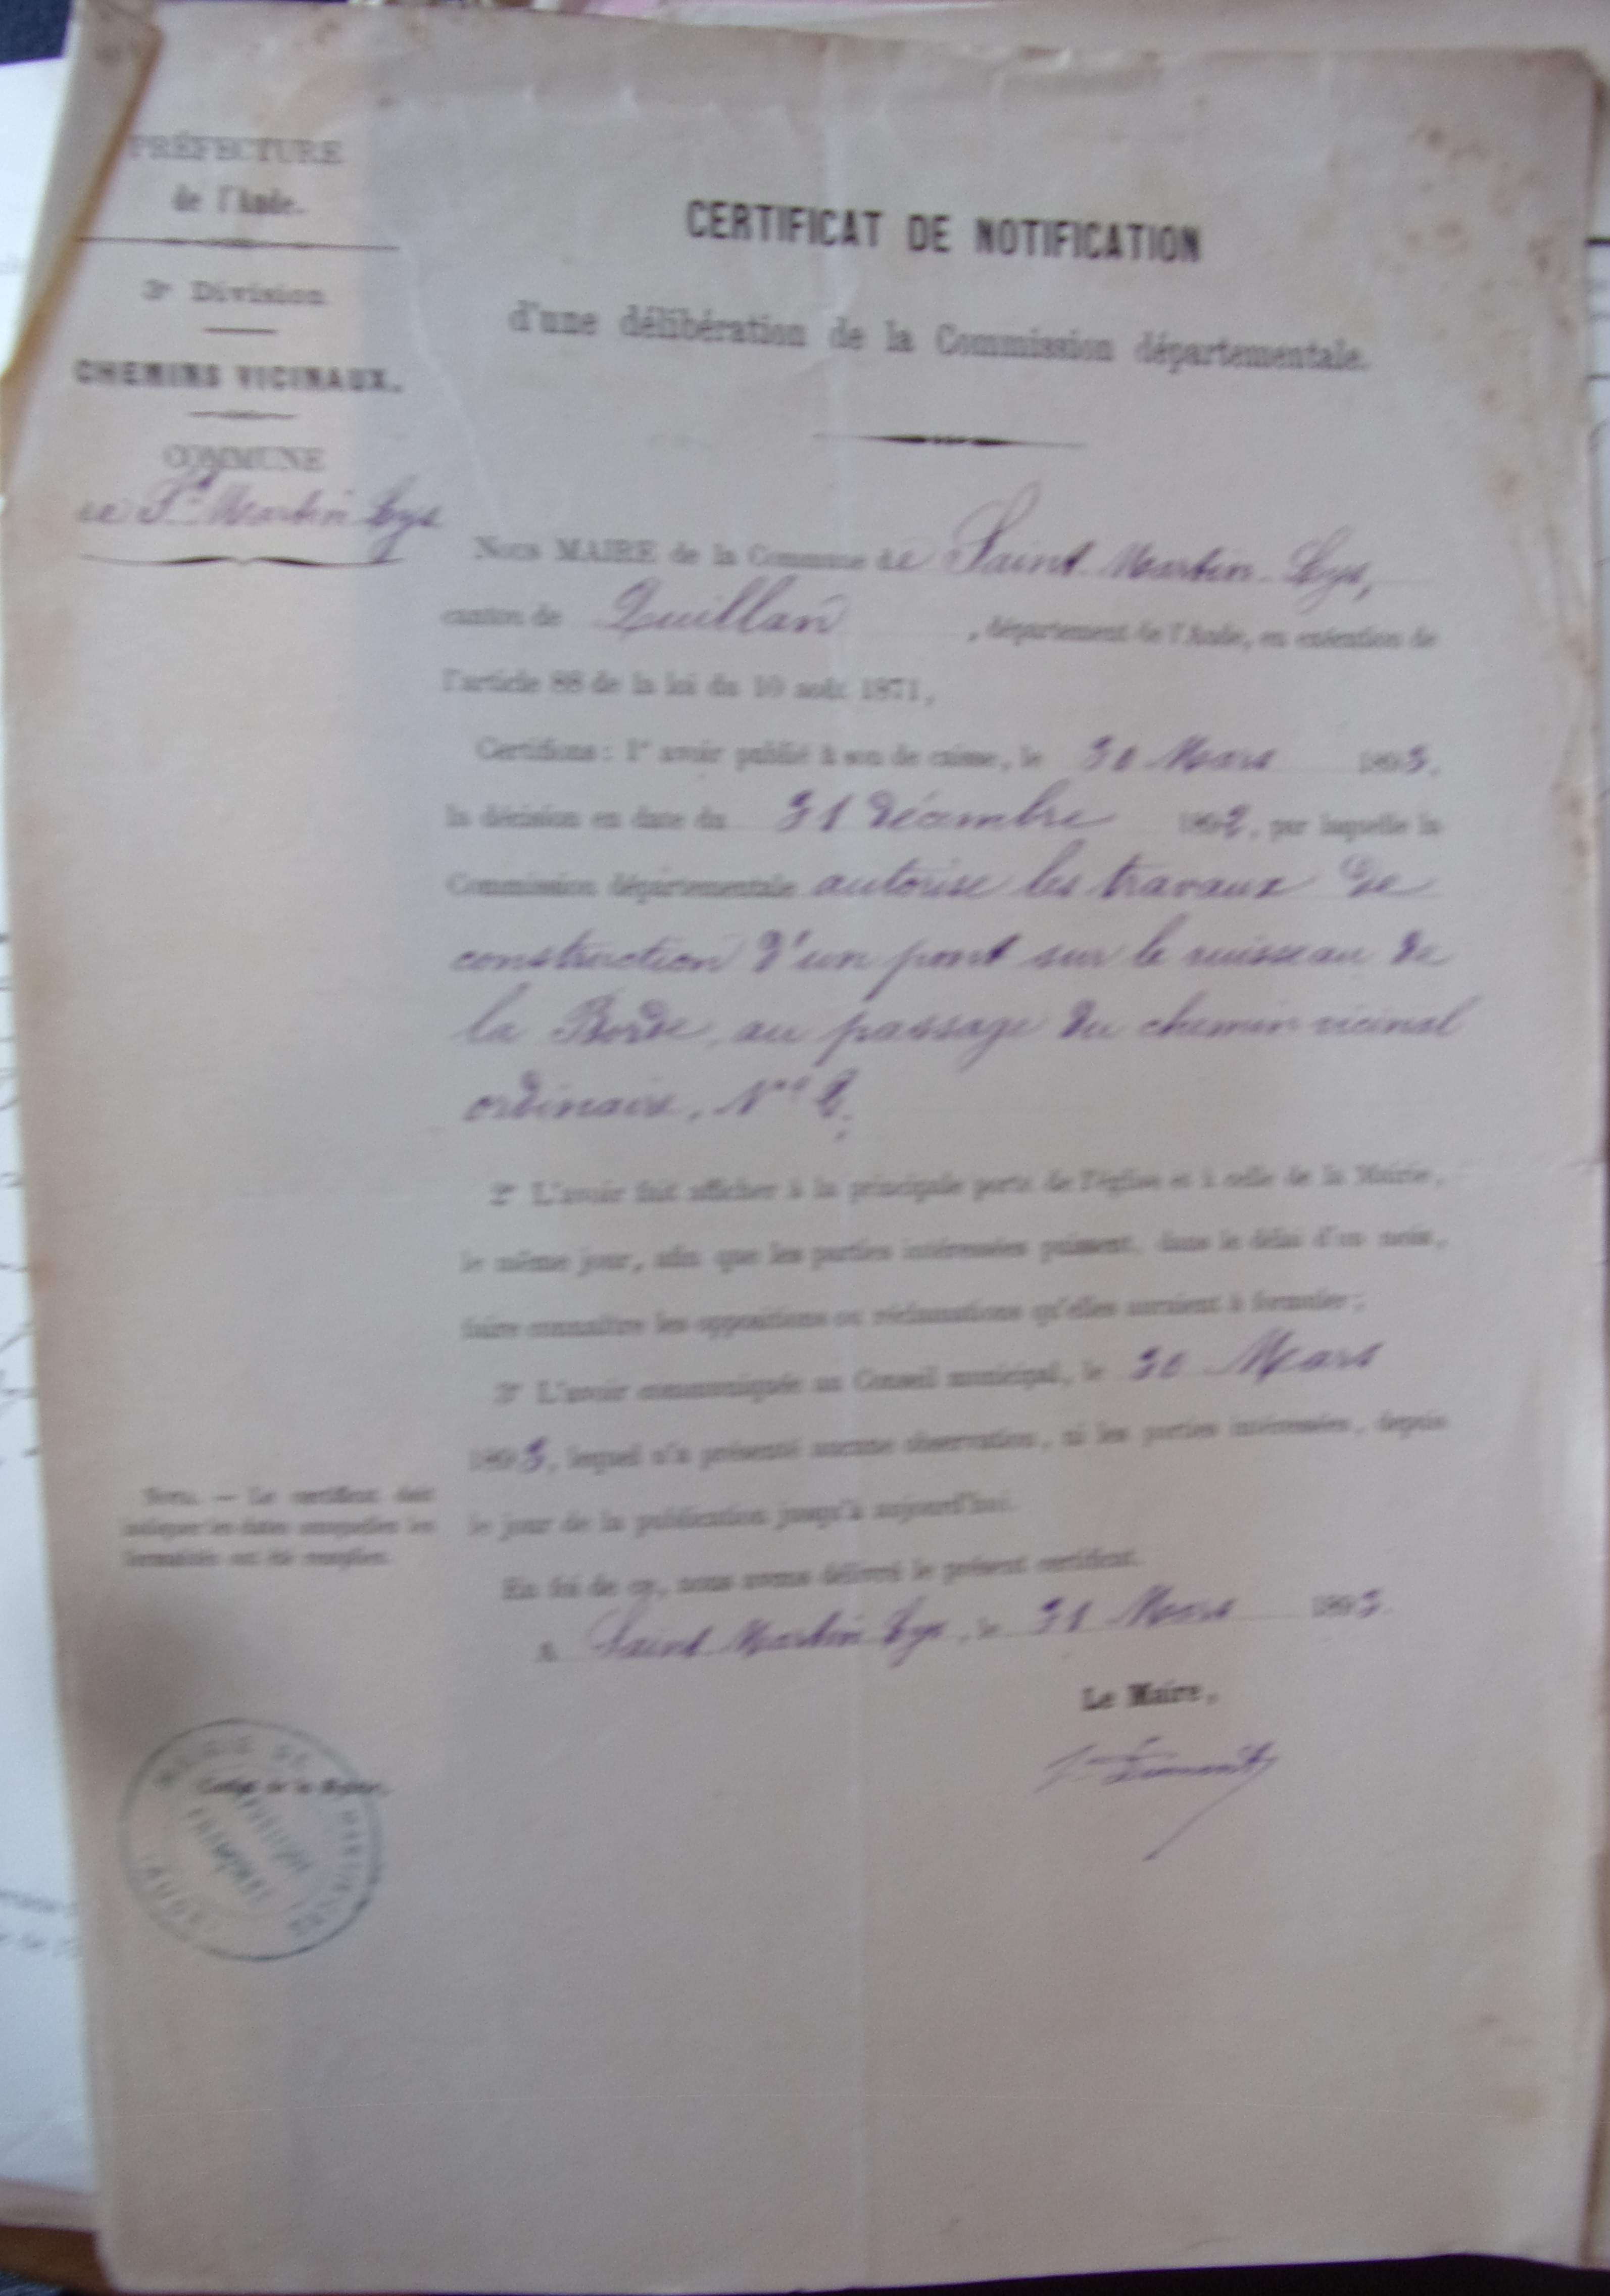 PRÉFECTURE
de l'Aude.
3e Division
CHEMINS VICINAUX.
COMMUNE
de St Martin Lys
CERTIFICAT DE NOTIFICATION
d'une délibération de la Commission départementale.
Nous MAIRE de la Commune de Saint Martin Lys,
canton de Quillan, département de l'Aude, en exécution de
l'article 88 de la loi du 10 août 1871,
Certifions : 1° avoir publié à son de caisse, le 30 Mars 1893,
la décision en date du 31 décembre 1892, par laquelle la
Commission départementale autorise les travaux de
construction d'un pont sur le ruisseau de
la Borde, au passage du chemin vicinal
ordinaire, N° 2.
2° L'avoir fait afficher à la principale porte de l'église et à celle de la Mairie,
le même jour, afin que les parties intéressées puissent, dans le délai d'un mois,
faire connaître les oppositions ou réclamations qu'elles auraient à formuler ;
3° L'avoir communiquée au Conseil municipal, le 30 Mars
1893, lequel n'a présenté aucune observation, ni les parties intéressées, depuis
le jour de la publication jusqu'à aujourd'hui.
Nota. — Le certificat doit
indiquer les dates auxquelles les
formalités ont été remplies.
En foi de ce, nous avons délivré le présent certificat.
A Saint Martin Lys, le 31 Mars 1893
Le Maire,
Cachet de la Mairie.
MAIRIE DE MARTIN LYS
RÉPUBLIQUE
FRANÇAISE
(AUDE)